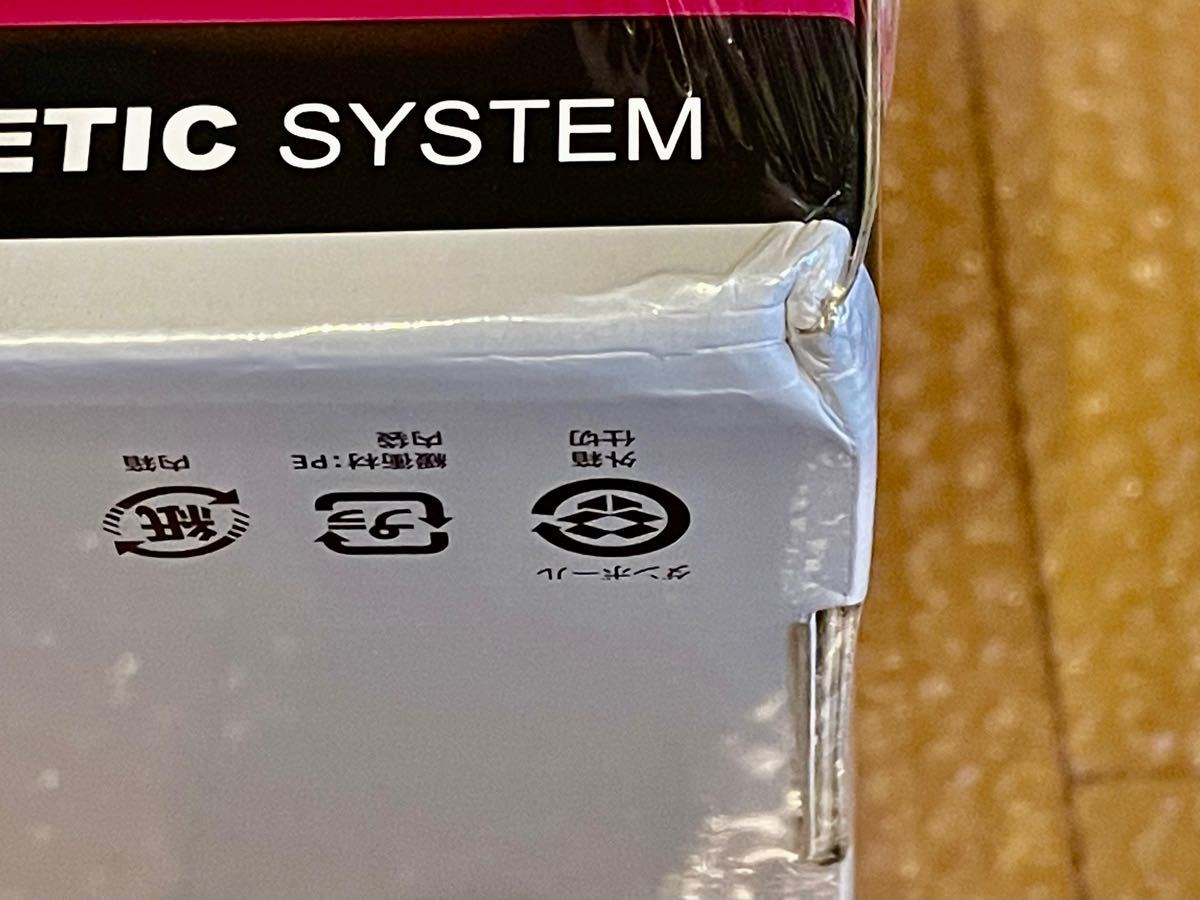 ETIC SYSTEM
ダンボール
外箱
仕切
プラ
緩衝材:PE
内袋
紙
内箱